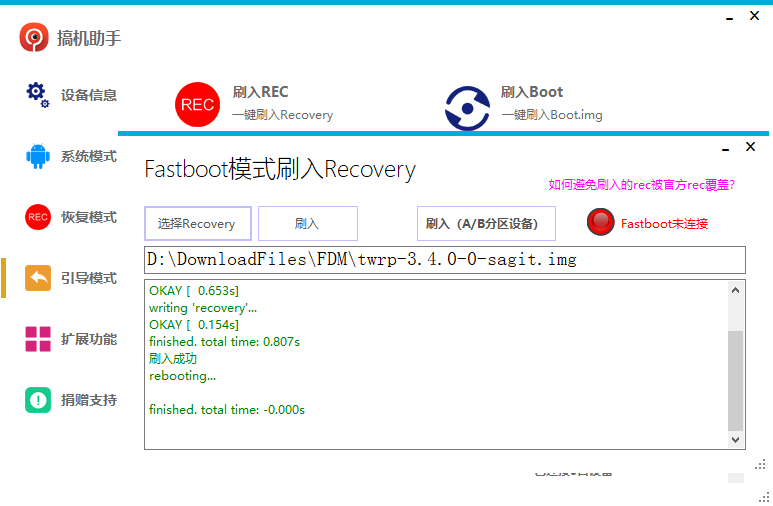 搞机助手
设备信息
系统模式
恢复模式
引导模式
扩展功能
捐赠支持
REC
刷入REC
一键刷入Recovery
刷入Boot
一键刷入Boot.img
REC
Fastboot模式刷入Recovery
如何避免刷入的rec被官方rec覆盖?
选择Recovery
刷入
刷入（A/B分区设备）
Fastboot未连接
D:\DownloadFiles\FDM\twrp-3.4.0-0-sagit.img
OKAY [  0.653s]
writing 'recovery'...
OKAY [  0.154s]
finished. total time: 0.807s
刷入成功
rebooting...
finished. total time: -0.000s